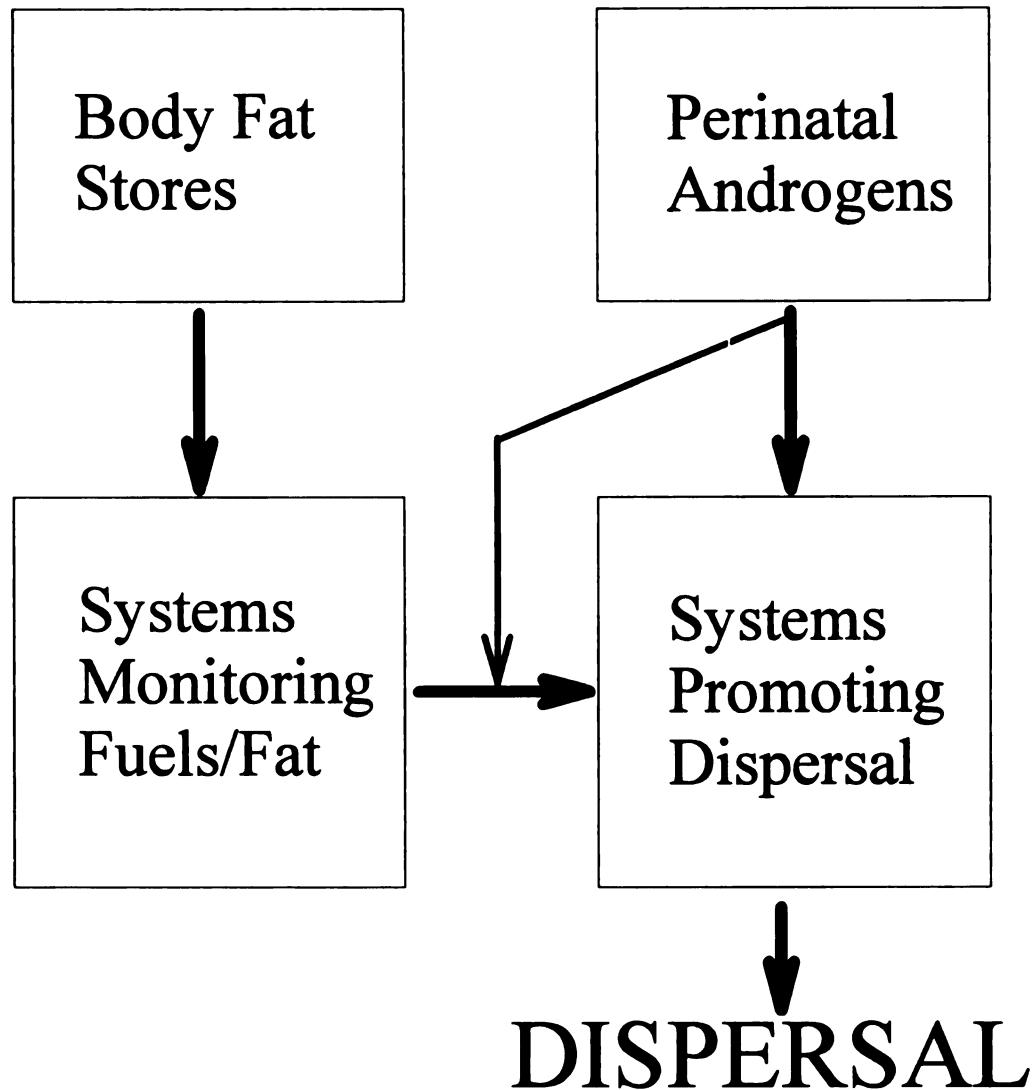 Body Fat
Stores
Perinatal
Androgens
Systems
Monitoring
Fuels/Fat
Systems
Promoting
Dispersal
DISPERSAL